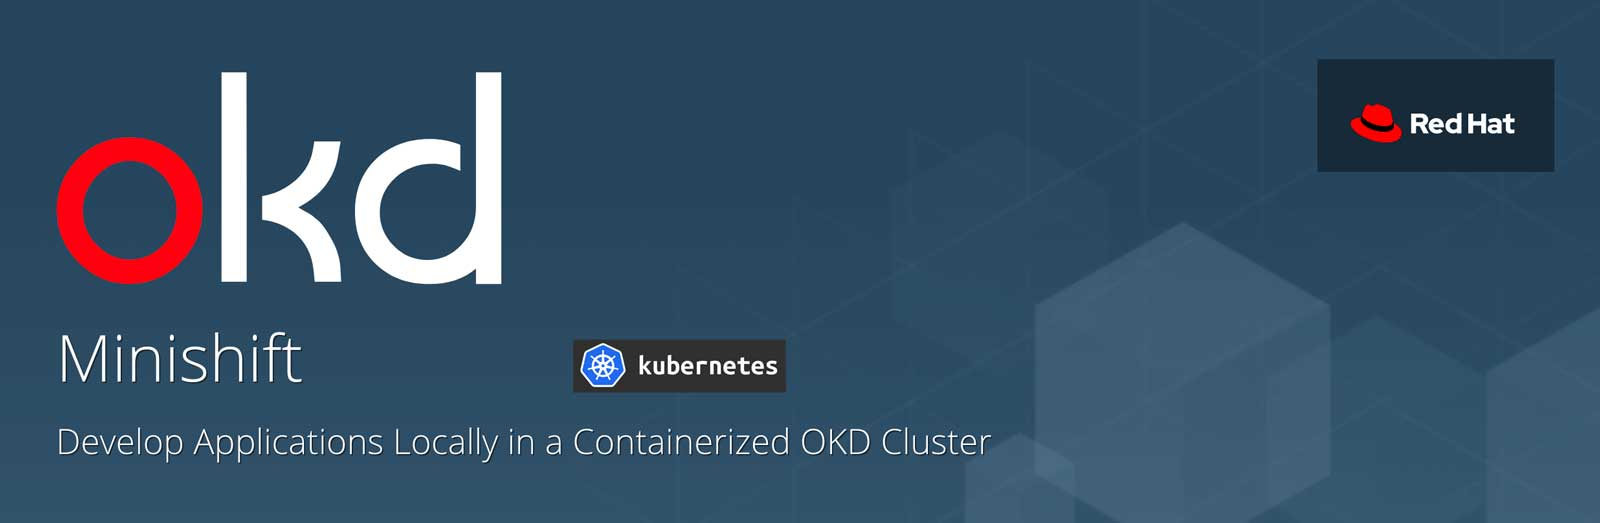 okd
Red Hat
Minishift
kubernetes
Develop Applications Locally in a Containerized OKD Cluster